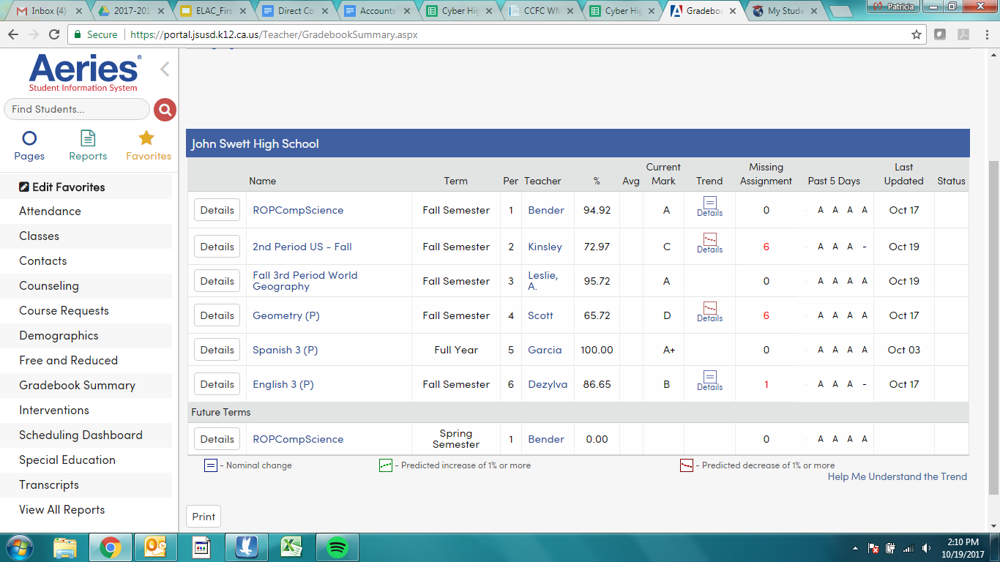 Inbox (4)
2017-201
ELAC_Firs
Direct Co
Accounts
Cyber Hig
CCFC WM
Cyber Hig
Gradeboo
My Stude
Patricia
Secure https://portal.jsusd.k12.ca.us/Teacher/GradebookSummary.aspx
Aeries®
Student Information System
Find Students...
Pages Reports Favorites
Edit Favorites
Attendance
Classes
Contacts
Counseling
Course Requests
Demographics
Free and Reduced
Gradebook Summary
Interventions
Scheduling Dashboard
Special Education
Transcripts
View All Reports
John Swett High School
Name Term Per Teacher % Avg Current Mark Trend Missing Assignment Past 5 Days Last Updated Status
Details ROPCompScience Fall Semester 1 Bender 94.92 A Details 0 - A A A A Oct 17
Details 2nd Period US - Fall Fall Semester 2 Kinsley 72.97 C Details 6 - A A A - Oct 19
Details Fall 3rd Period World Geography Fall Semester 3 Leslie, A. 95.72 A 0 - A A A A Oct 19
Details Geometry (P) Fall Semester 4 Scott 65.72 D Details 6 - A A A A Oct 17
Details Spanish 3 (P) Full Year 5 Garcia 100.00 A+ 0 - A A A A Oct 03
Details English 3 (P) Fall Semester 6 Dezylva 86.65 B Details 1 - A A A - Oct 17
Future Terms
Details ROPCompScience Spring Semester 1 Bender 0.00 0 - A A A A
- Nominal change - Predicted increase of 1% or more - Predicted decrease of 1% or more
Help Me Understand the Trend
Print
2:10 PM
10/19/2017